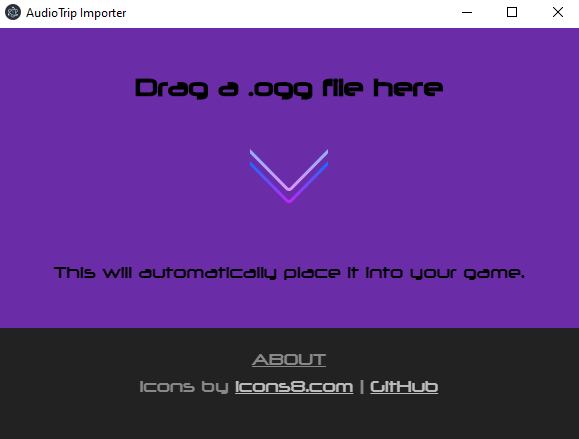 AudioTrip Importer
Drag a .ogg file here
This will automatically place it into your game.
ABOUT
Icons by Icons8.com | GitHub